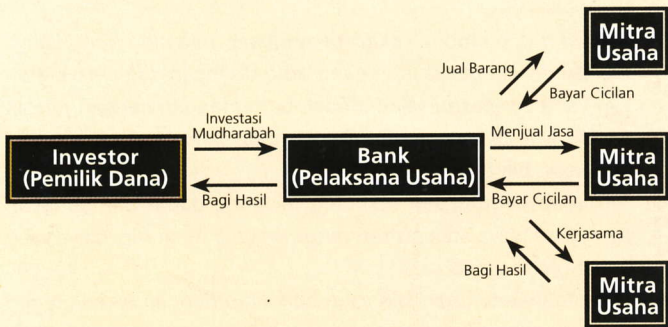 Mitra
Usaha
Jual Barang
Bayar Cicilan
Investor
(Pemilik Dana)
Investasi
Mudharabah
Bagi Hasil
Bank
(Pelaksana Usaha)
Menjual Jasa
Bayar Cicilan
Mitra
Usaha
Kerjasama
Bagi Hasil
Mitra
Usaha